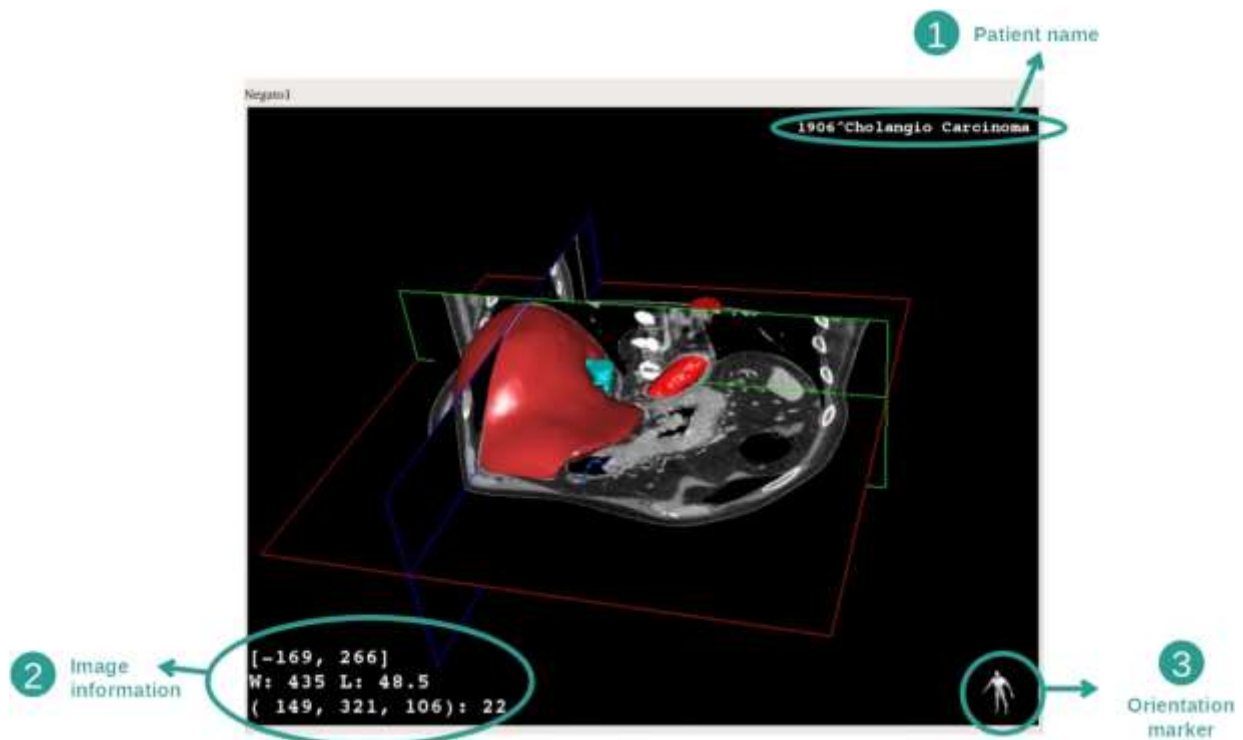 1 Patient name
Negato1
1906^Cholangio Carcinoma
[-169, 266]
W: 435 L: 48.5
( 149, 321, 106): 22
2 Image
information
3
Orientation
marker